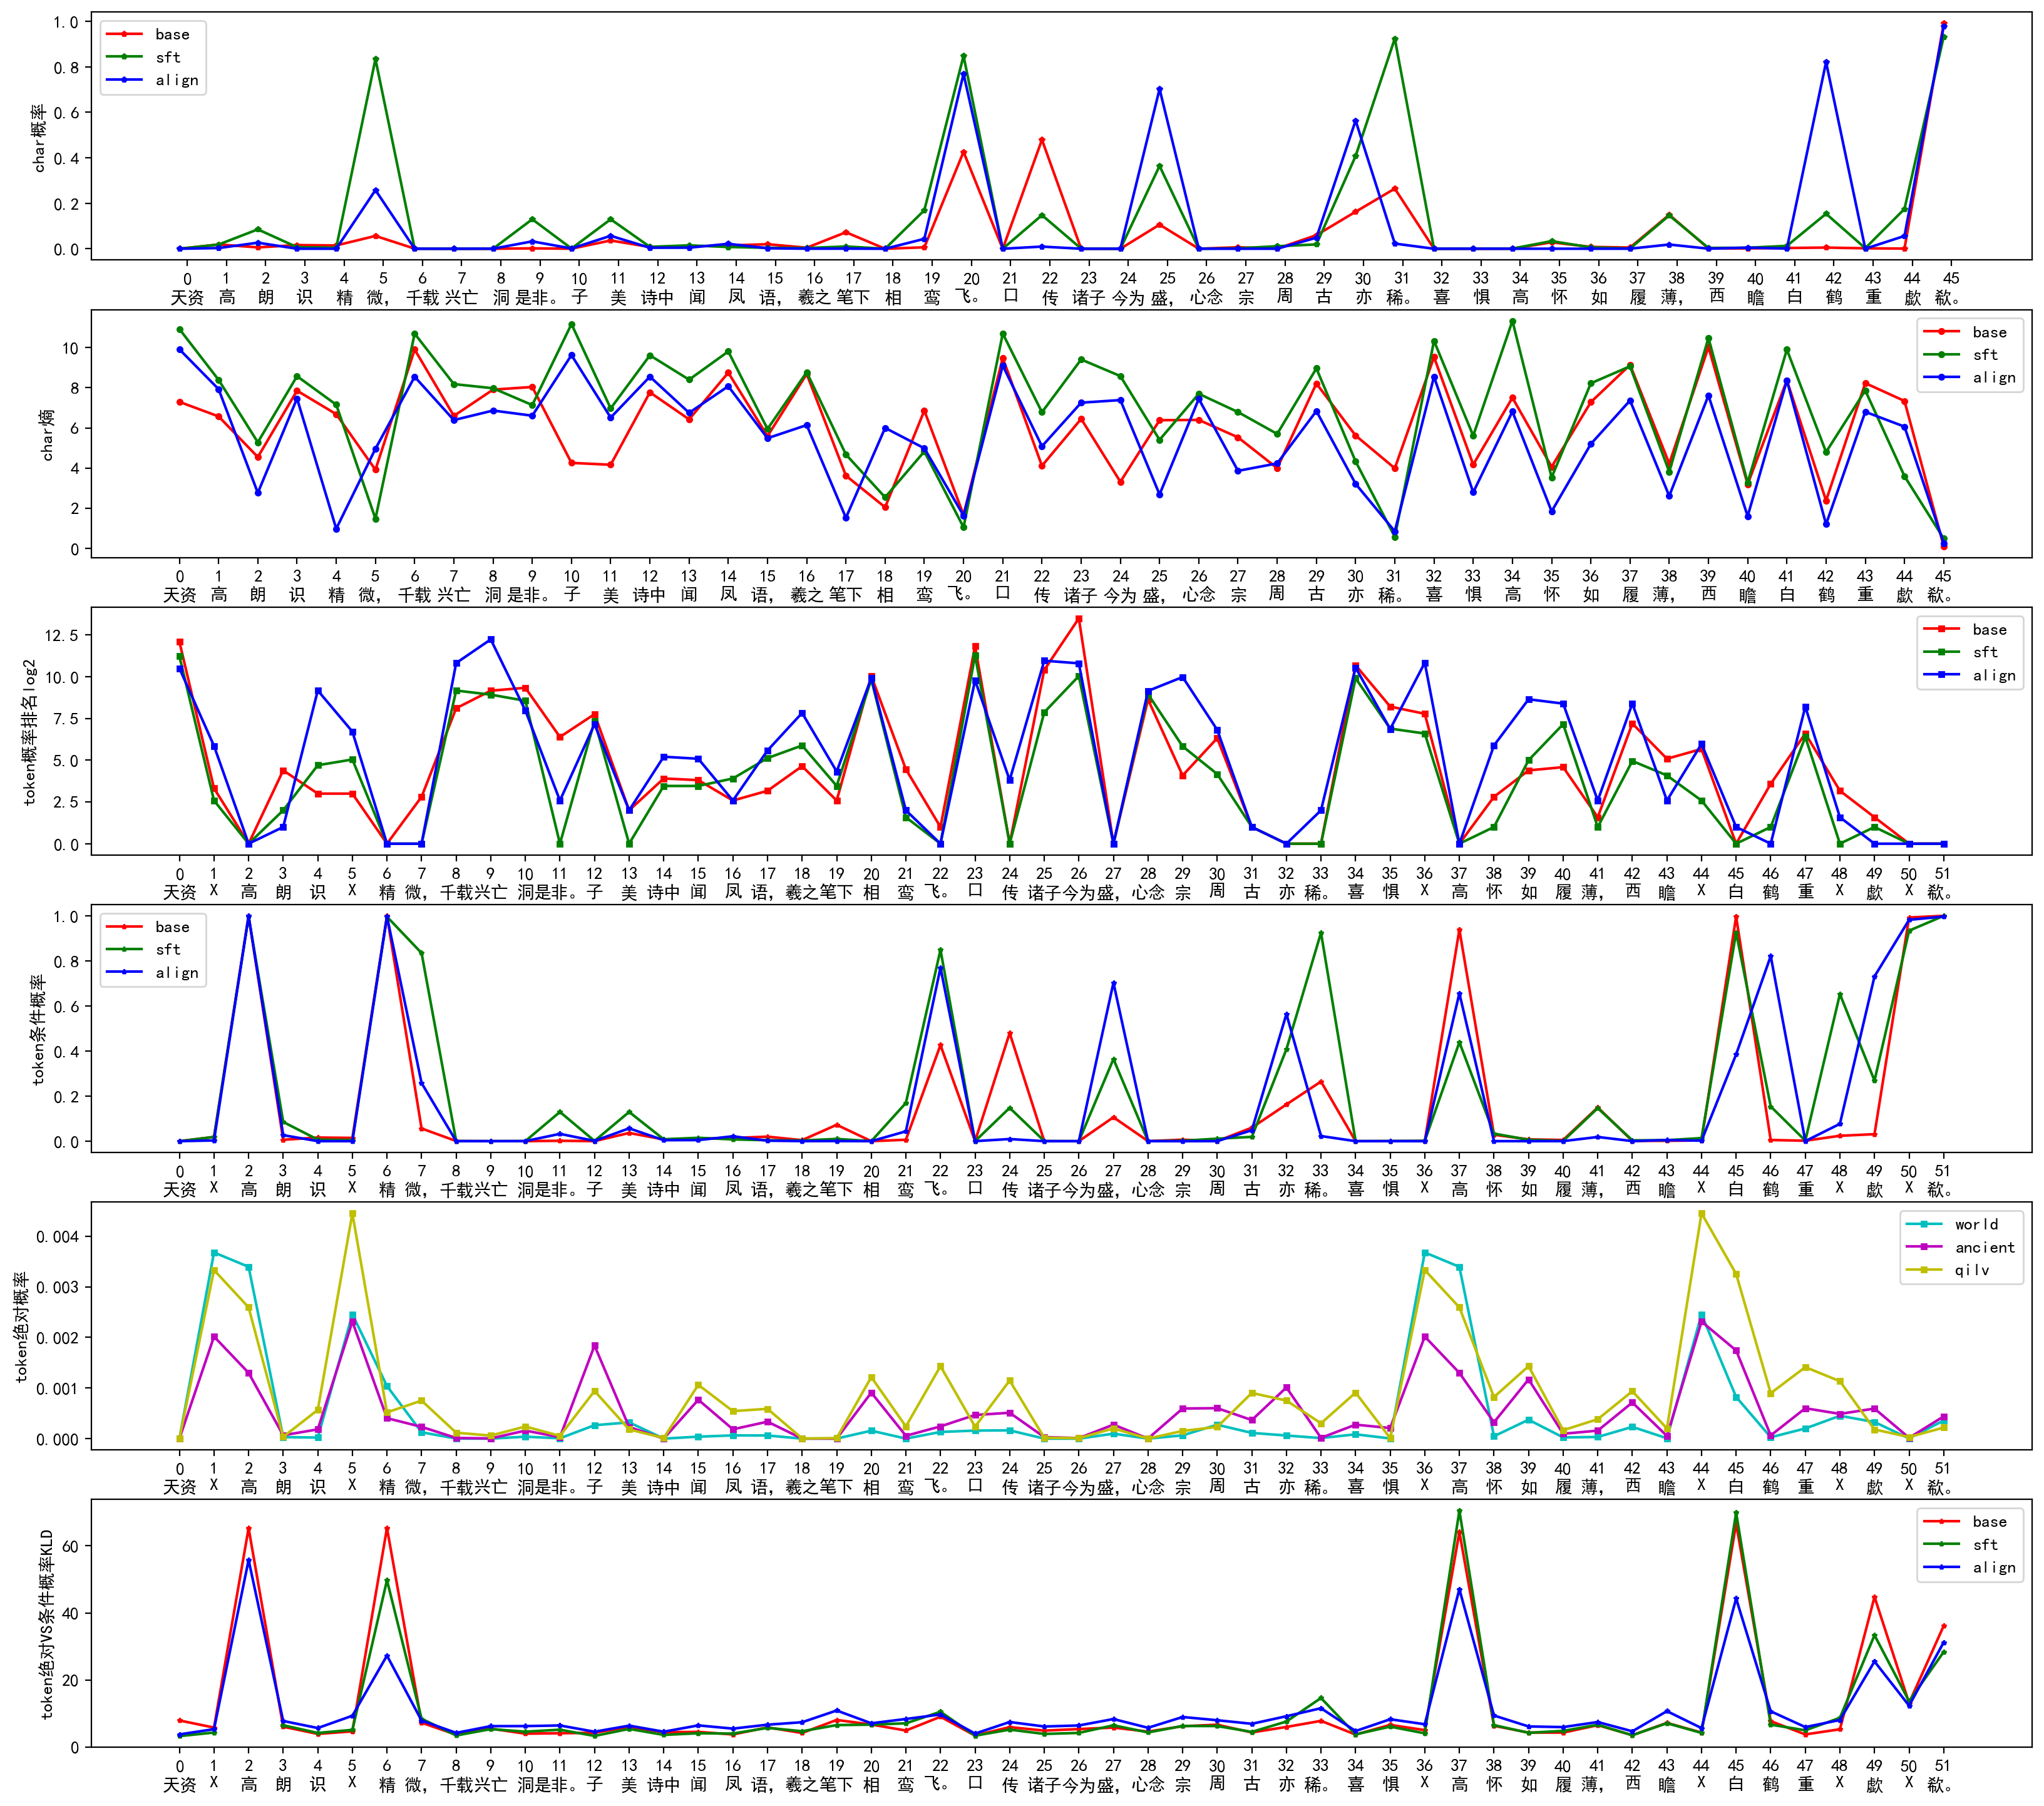 char概率
1.0
0.8
0.6
0.4
0.2
0.0
base
sft
align
0 1 2 3 4 5 6 7 8 9 10 11 12 13 14 15 16 17 18 19 20 21 22 23 24 25 26 27 28 29 30 31 32 33 34 35 36 37 38 39 40 41 42 43 44 45
天资 高 朗 识 精 微, 千载 兴亡 洞 是非。 子 美 诗中 闻 凤 语, 羲之 笔下 相 鸾 飞。 口 传 诸子 今为 盛, 心念 宗 周 古 亦 稀。 喜 惧 高 怀 如 履 薄, 西 瞻 白 鹤 重 歔 欷。
char熵
10
8
6
4
2
0
base
sft
align
0 1 2 3 4 5 6 7 8 9 10 11 12 13 14 15 16 17 18 19 20 21 22 23 24 25 26 27 28 29 30 31 32 33 34 35 36 37 38 39 40 41 42 43 44 45
天资 高 朗 识 精 微, 千载 兴亡 洞 是非。 子 美 诗中 闻 凤 语, 羲之 笔下 相 鸾 飞。 口 传 诸子 今为 盛, 心念 宗 周 古 亦 稀。 喜 惧 高 怀 如 履 薄, 西 瞻 白 鹤 重 歔 欷。
token概率排名log2
12.5
10.0
7.5
5.0
2.5
0.0
base
sft
align
0 1 2 3 4 5 6 7 8 9 10 11 12 13 14 15 16 17 18 19 20 21 22 23 24 25 26 27 28 29 30 31 32 33 34 35 36 37 38 39 40 41 42 43 44 45 46 47 48 49 50 51
天资 X 高 朗 识 X 精 微, 千载 兴亡 洞 是非。 子 美 诗中 闻 凤 语, 羲之 笔下 相 鸾 飞。 口 传 诸子 今为 盛, 心念 宗 周 古 亦 稀。 喜 惧 X 高 怀 如 履 薄, 西 瞻 X 白 鹤 重 X 歔 X 欷。
token条件概率
1.0
0.8
0.6
0.4
0.2
0.0
base
sft
align
0 1 2 3 4 5 6 7 8 9 10 11 12 13 14 15 16 17 18 19 20 21 22 23 24 25 26 27 28 29 30 31 32 33 34 35 36 37 38 39 40 41 42 43 44 45 46 47 48 49 50 51
天资 X 高 朗 识 X 精 微, 千载 兴亡 洞 是非。 子 美 诗中 闻 凤 语, 羲之 笔下 相 鸾 飞。 口 传 诸子 今为 盛, 心念 宗 周 古 亦 稀。 喜 惧 X 高 怀 如 履 薄, 西 瞻 X 白 鹤 重 X 歔 X 欷。
token绝对概率
0.004
0.003
0.002
0.001
0.000
world
ancient
qilv
0 1 2 3 4 5 6 7 8 9 10 11 12 13 14 15 16 17 18 19 20 21 22 23 24 25 26 27 28 29 30 31 32 33 34 35 36 37 38 39 40 41 42 43 44 45 46 47 48 49 50 51
天资 X 高 朗 识 X 精 微, 千载 兴亡 洞 是非。 子 美 诗中 闻 凤 语, 羲之 笔下 相 鸾 飞。 口 传 诸子 今为 盛, 心念 宗 周 古 亦 稀。 喜 惧 X 高 怀 如 履 薄, 西 瞻 X 白 鹤 重 X 歔 X 欷。
token绝对VS条件概率KLD
60
40
20
0
base
sft
align
0 1 2 3 4 5 6 7 8 9 10 11 12 13 14 15 16 17 18 19 20 21 22 23 24 25 26 27 28 29 30 31 32 33 34 35 36 37 38 39 40 41 42 43 44 45 46 47 48 49 50 51
天资 X 高 朗 识 X 精 微, 千载 兴亡 洞 是非。 子 美 诗中 闻 凤 语, 羲之 笔下 相 鸾 飞。 口 传 诸子 今为 盛, 心念 宗 周 古 亦 稀。 喜 惧 X 高 怀 如 履 薄, 西 瞻 X 白 鹤 重 X 歔 X 欷。